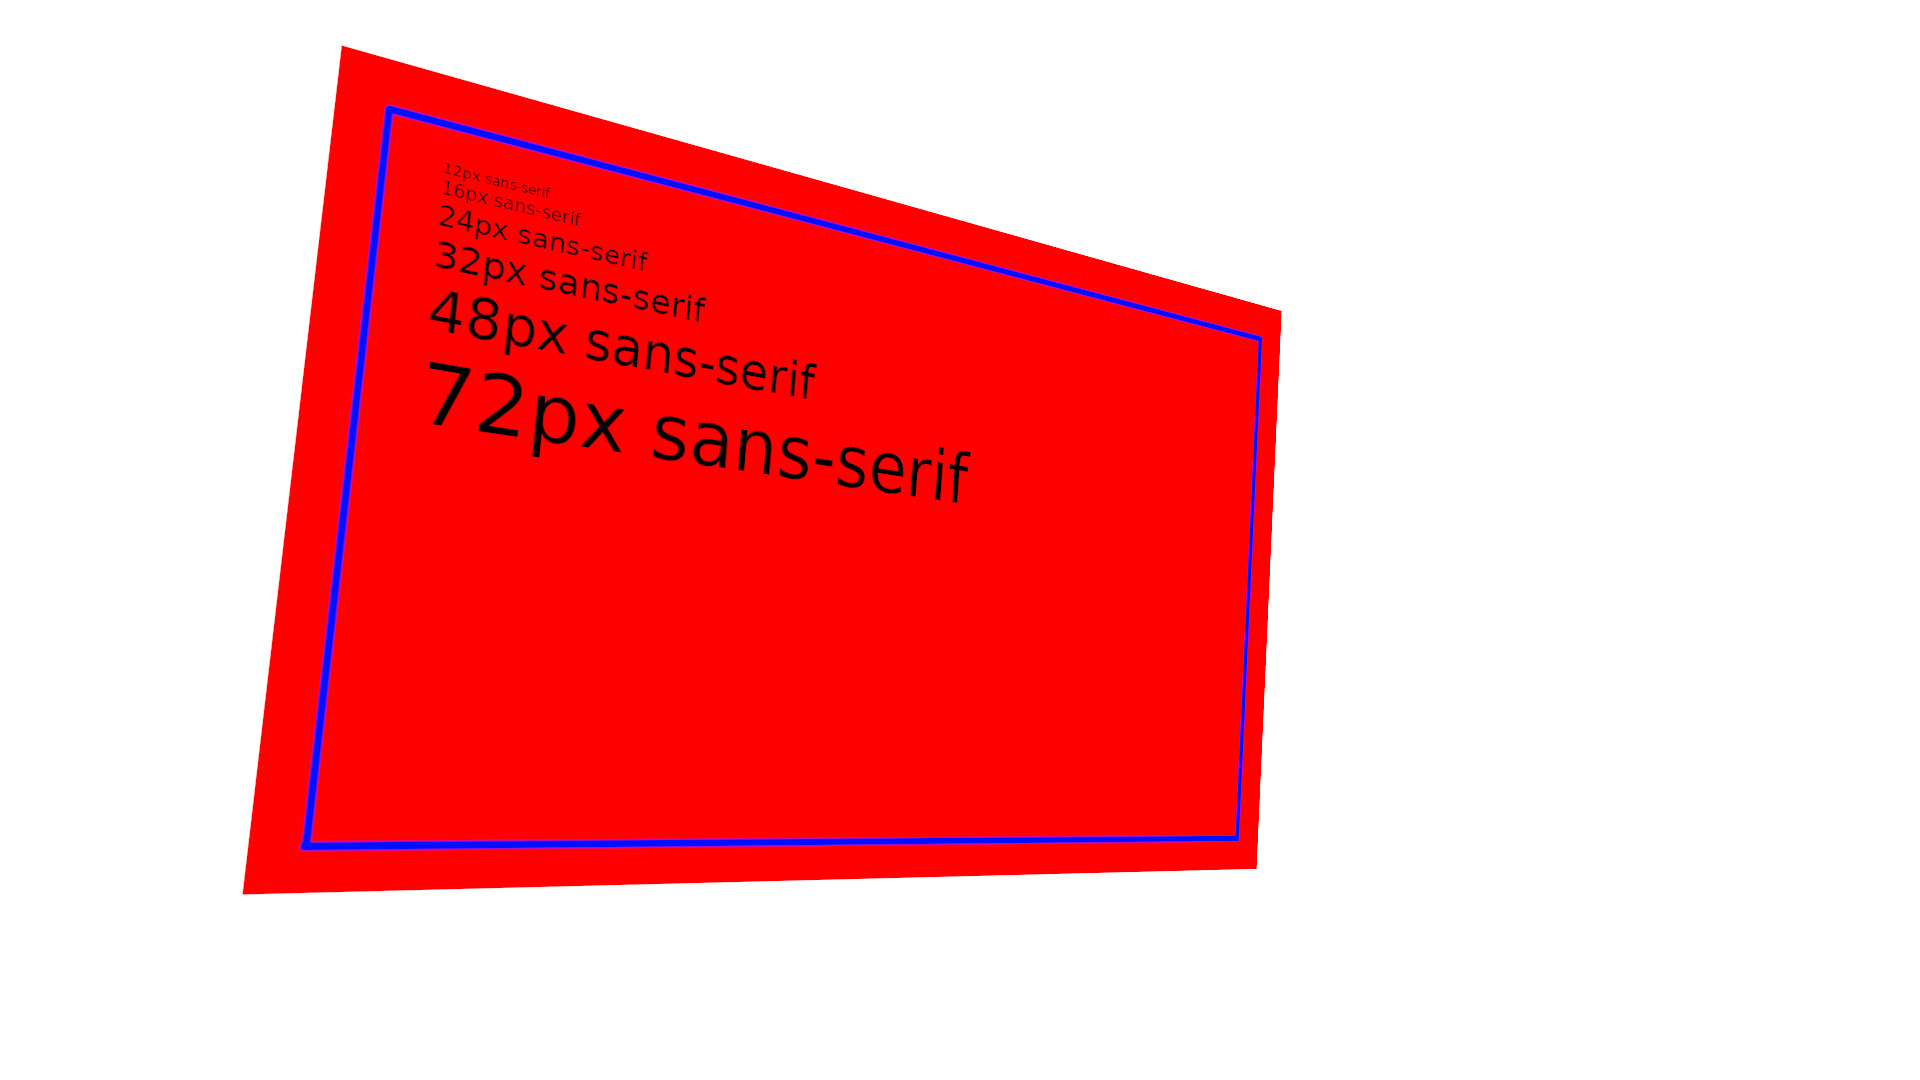 12px sans-serif
16px sans-serif
24px sans-serif
32px sans-serif
48px sans-serif
72px sans-serif